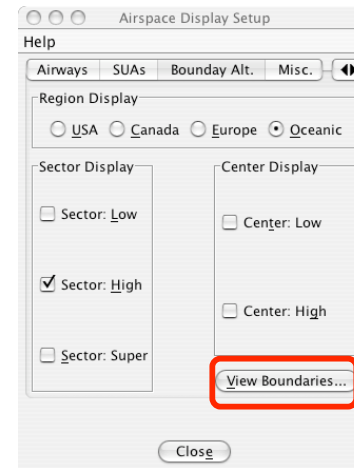 Airspace Display Setup
Help
Airways SUAs Bounday Alt. Misc.
Region Display
USA Canada Europe Oceanic
Sector Display Center Display
Sector: Low
Center: Low
Sector: High
Center: High
Sector: Super
View Boundaries...
Close